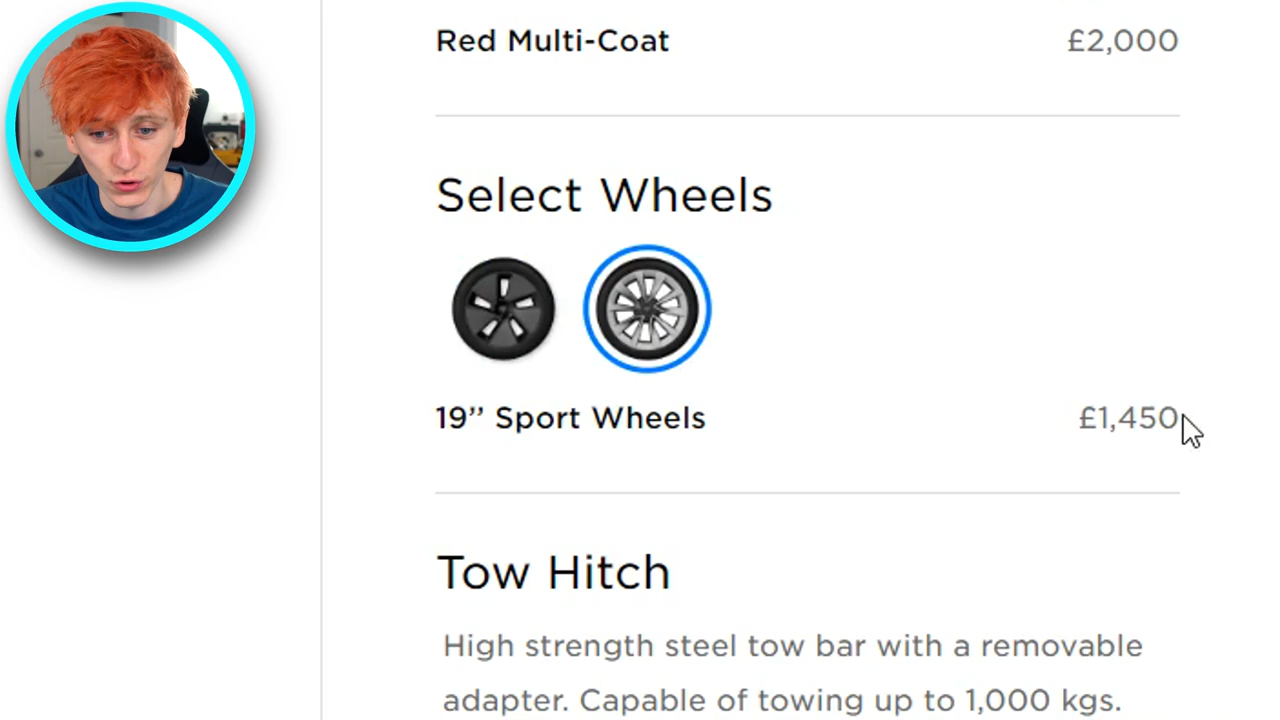 Red Multi-Coat £2,000
Select Wheels
19” Sport Wheels £1,450
Tow Hitch
High strength steel tow bar with a removable
adapter. Capable of towing up to 1,000 kgs.